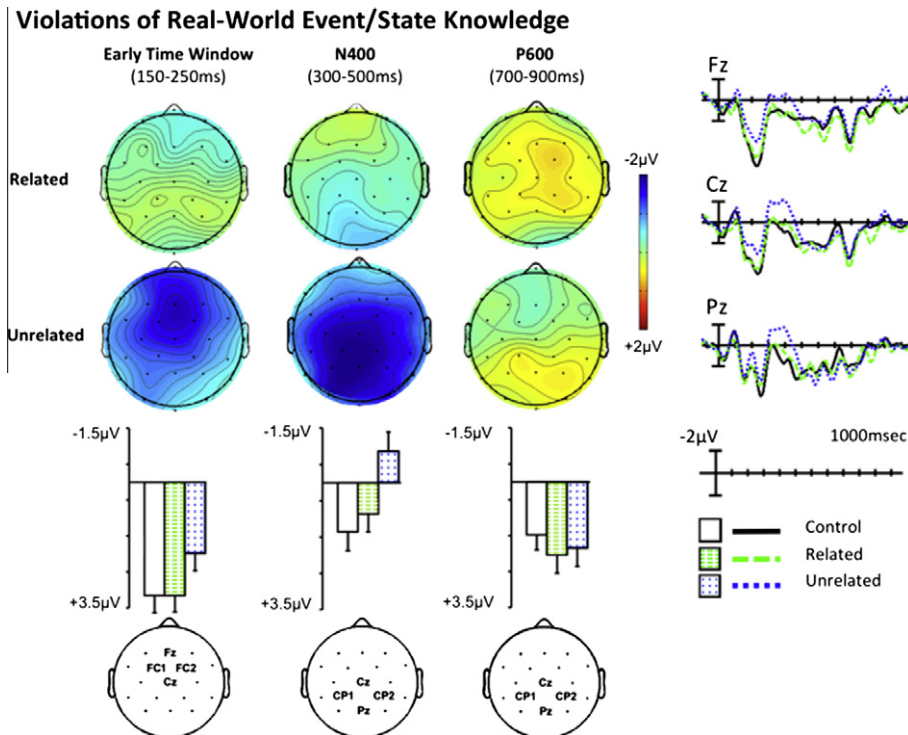 Violations of Real-World Event/State Knowledge
Early Time Window N400 P600
(150-250ms) (300-500ms) (700-900ms)
Fz
-2µV
Related
Cz
Unrelated
+2µV
Pz
-1.5µV -1.5µV -1.5µV
-2µV 1000msec
Control
Related
Unrelated
+3.5µV +3.5µV +3.5µV
Fz
FC1 FC2
Cz
Cz
CP1 CP2
Pz
Cz
CP1 CP2
Pz